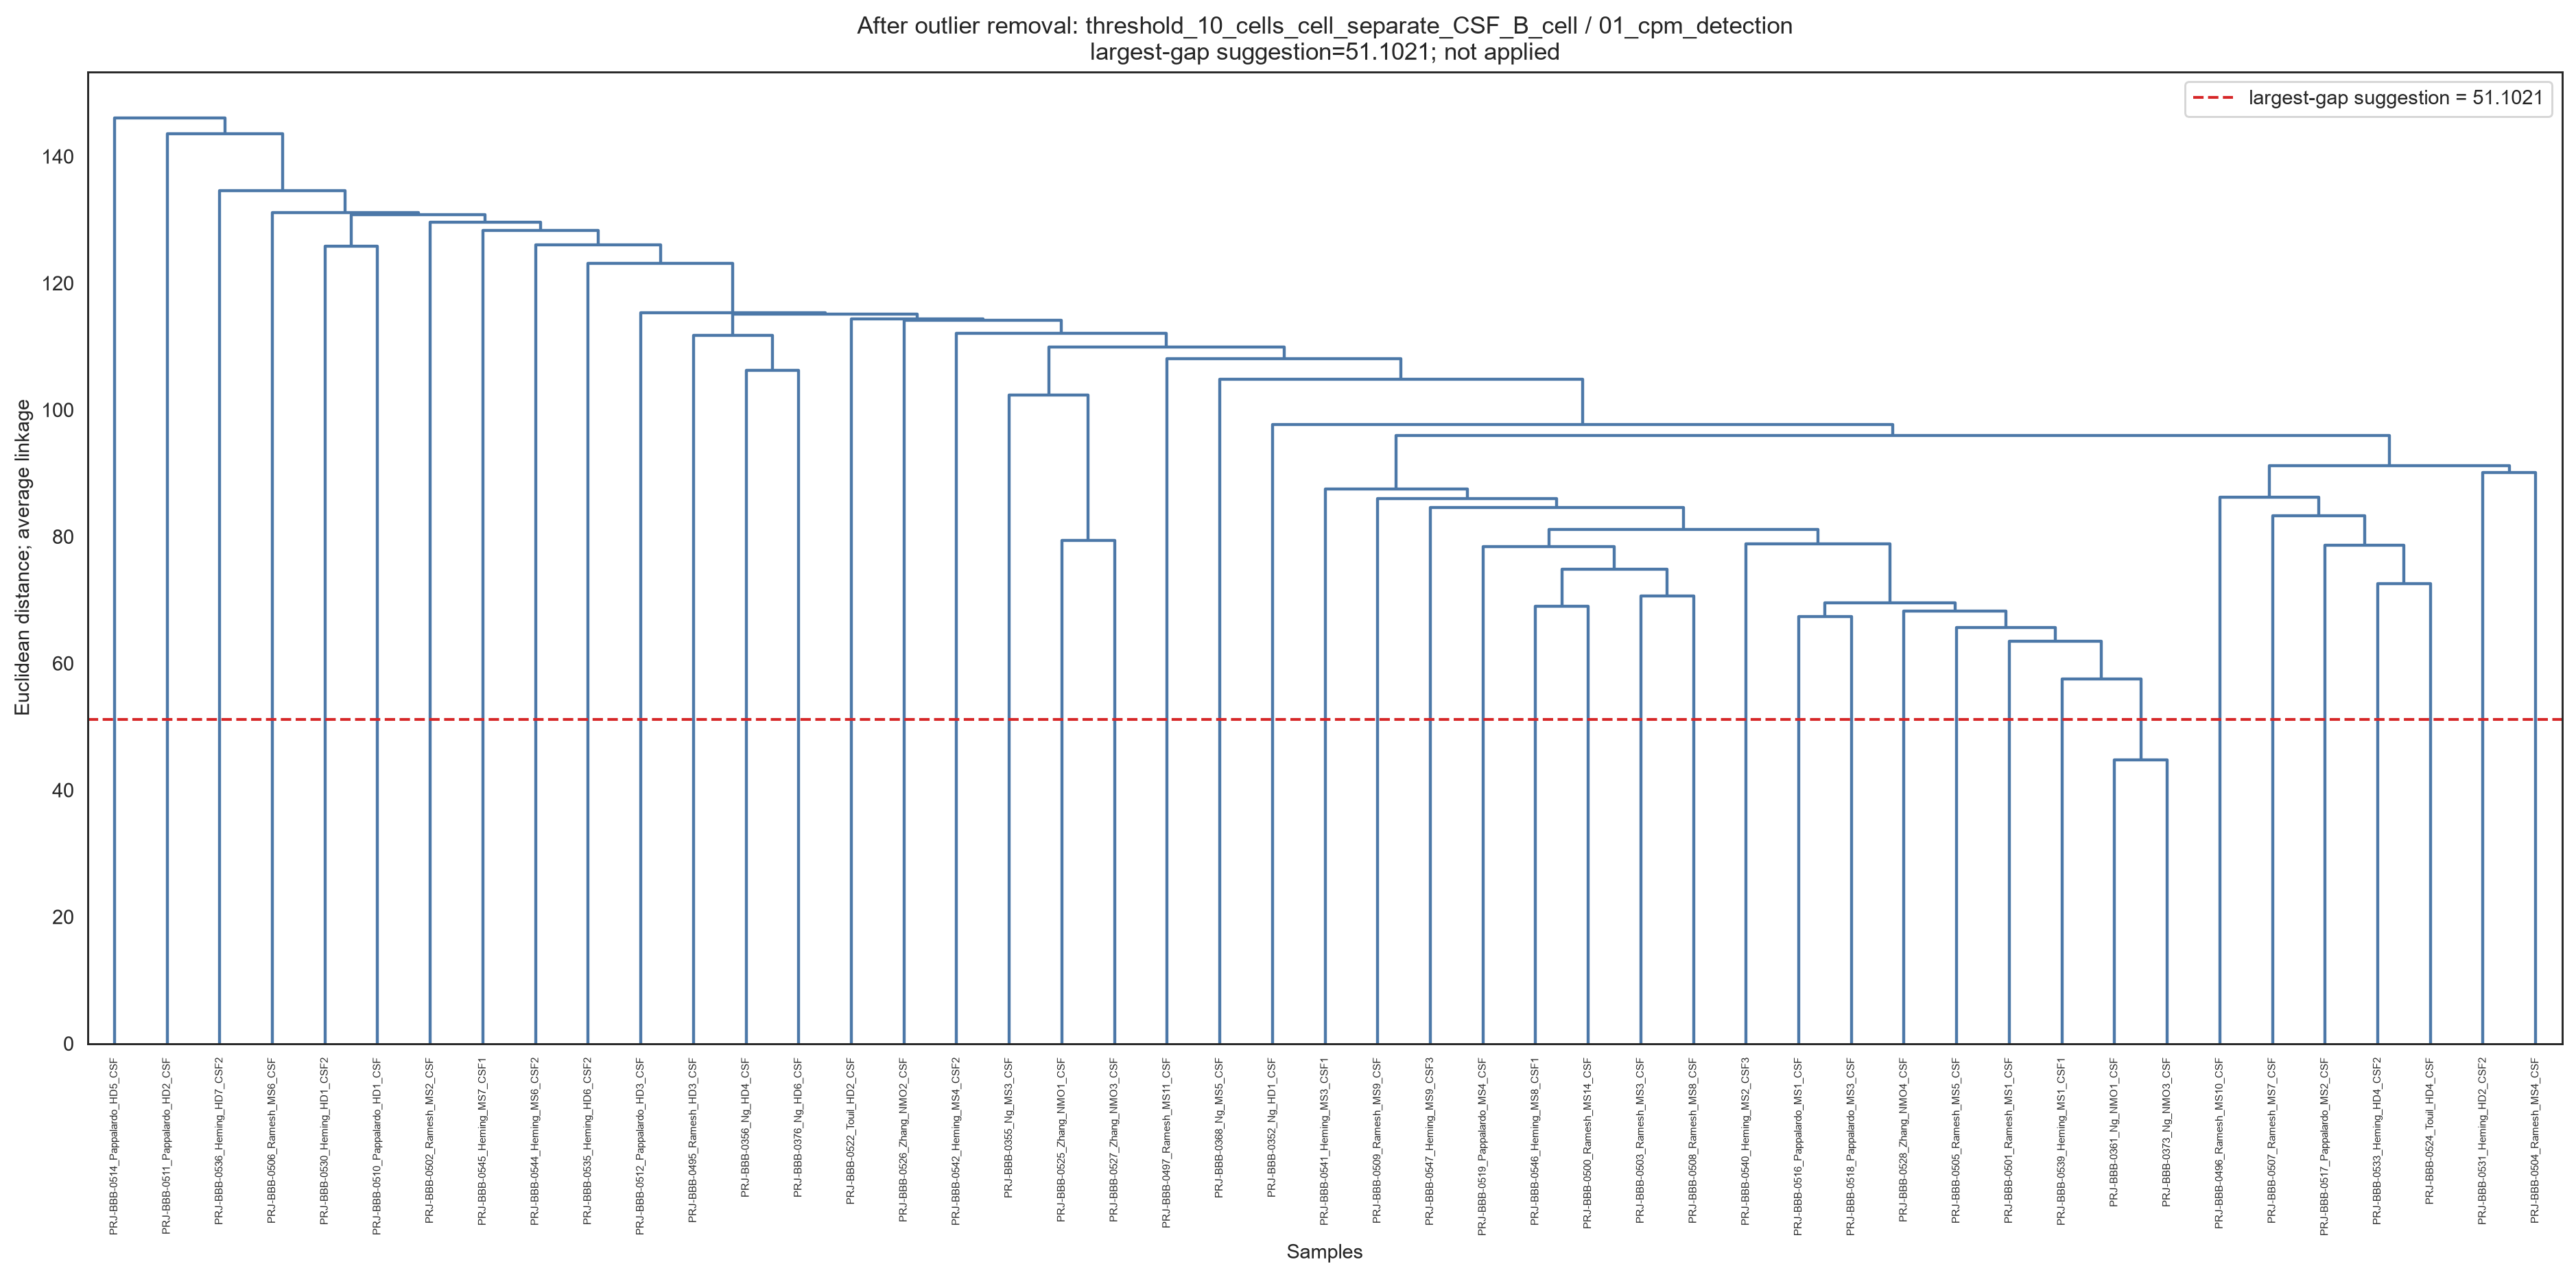 After outlier removal: threshold_10_cells_cell_separate_CSF_B_cell / 01_cpm_detection
largest-gap suggestion=51.1021; not applied
largest-gap suggestion = 51.1021
Euclidean distance; average linkage
140
120
100
80
60
40
20
0
PRJ-BBB-0514_Pappalardo_HD5_CSF
PRJ-BBB-0511_Pappalardo_HD2_CSF
PRJ-BBB-0536_Heming_HD7_CSF2
PRJ-BBB-0506_Ramesh_MS6_CSF
PRJ-BBB-0530_Heming_HD1_CSF2
PRJ-BBB-0510_Pappalardo_HD1_CSF
PRJ-BBB-0502_Ramesh_MS2_CSF
PRJ-BBB-0545_Heming_MS7_CSF1
PRJ-BBB-0544_Heming_MS6_CSF2
PRJ-BBB-0535_Heming_HD6_CSF2
PRJ-BBB-0512_Pappalardo_HD3_CSF
PRJ-BBB-0495_Ramesh_HD3_CSF
PRJ-BBB-0356_Ng_HD4_CSF
PRJ-BBB-0376_Ng_HD6_CSF
PRJ-BBB-0522_Touil_HD2_CSF
PRJ-BBB-0526_Zhang_NMO2_CSF
PRJ-BBB-0542_Heming_MS4_CSF2
PRJ-BBB-0355_Ng_MS3_CSF
PRJ-BBB-0525_Zhang_NMO1_CSF
PRJ-BBB-0527_Zhang_NMO3_CSF
PRJ-BBB-0497_Ramesh_MS11_CSF
PRJ-BBB-0368_Ng_MS5_CSF
PRJ-BBB-0352_Ng_HD1_CSF
PRJ-BBB-0541_Heming_MS3_CSF1
PRJ-BBB-0509_Ramesh_MS9_CSF
PRJ-BBB-0547_Heming_MS9_CSF3
PRJ-BBB-0519_Pappalardo_MS4_CSF
PRJ-BBB-0546_Heming_MS8_CSF1
PRJ-BBB-0500_Ramesh_MS14_CSF
PRJ-BBB-0503_Ramesh_MS3_CSF
PRJ-BBB-0508_Ramesh_MS8_CSF
PRJ-BBB-0540_Heming_MS2_CSF3
PRJ-BBB-0516_Pappalardo_MS1_CSF
PRJ-BBB-0518_Pappalardo_MS3_CSF
PRJ-BBB-0528_Zhang_NMO4_CSF
PRJ-BBB-0505_Ramesh_MS5_CSF
PRJ-BBB-0501_Ramesh_MS1_CSF
PRJ-BBB-0539_Heming_MS1_CSF1
PRJ-BBB-0361_Ng_NMO1_CSF
PRJ-BBB-0373_Ng_NMO3_CSF
PRJ-BBB-0496_Ramesh_MS10_CSF
PRJ-BBB-0507_Ramesh_MS7_CSF
PRJ-BBB-0517_Pappalardo_MS2_CSF
PRJ-BBB-0533_Heming_HD4_CSF2
PRJ-BBB-0524_Touil_HD4_CSF
PRJ-BBB-0531_Heming_HD2_CSF2
PRJ-BBB-0504_Ramesh_MS4_CSF
Samples